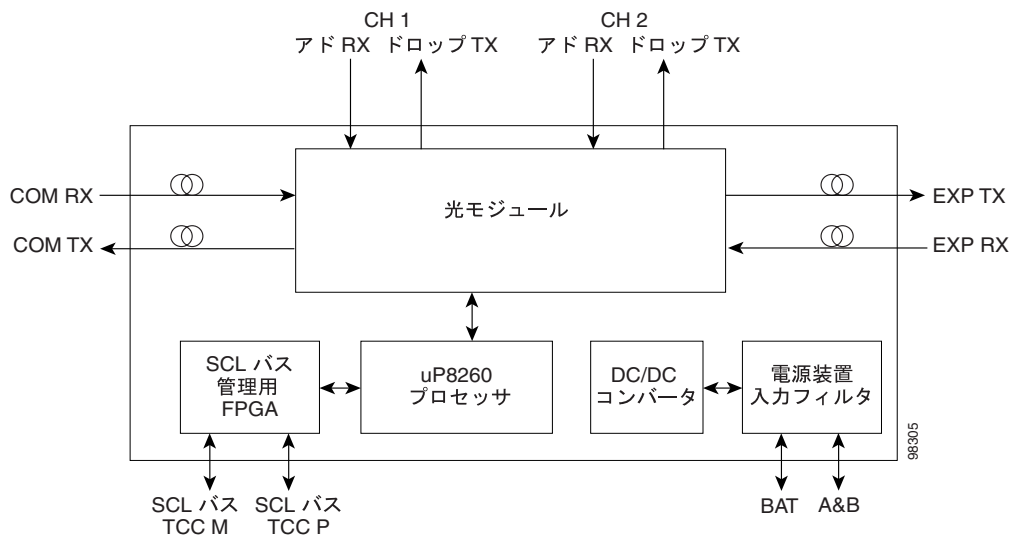 CH 1
CH 2
アド RX ドロップ TX
アド RX ドロップ TX
COM RX
COM TX
光モジュール
EXP TX
EXP RX
SCL バス
管理用
FPGA
uP8260
プロセッサ
DC/DC
コンバータ
電源装置
入力フィルタ
98305
SCL バス
TCC M
SCL バス
TCC P
BAT
A&B